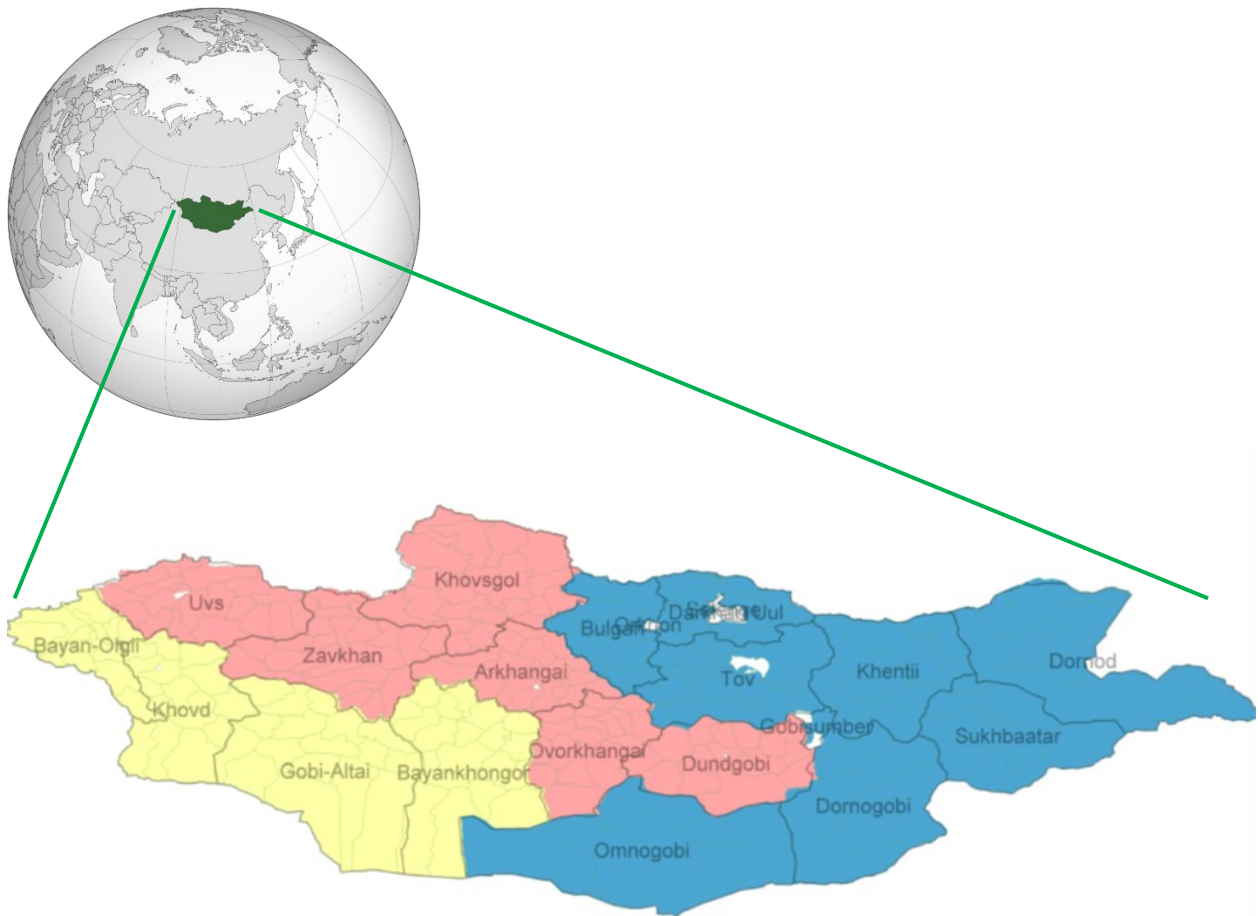 Khovsgol
Uvs
Darkhan Uul
Bulgan
Bayan-Olgii
Zavkhan
Arkhangai
Tov
Khentii
Dornod
Khovd
Gobisumber
Sukhbaatar
Ovorkhangai
Dundgobi
Gobi-Altai
Bayankhongor
Dornogobi
Omnogobi